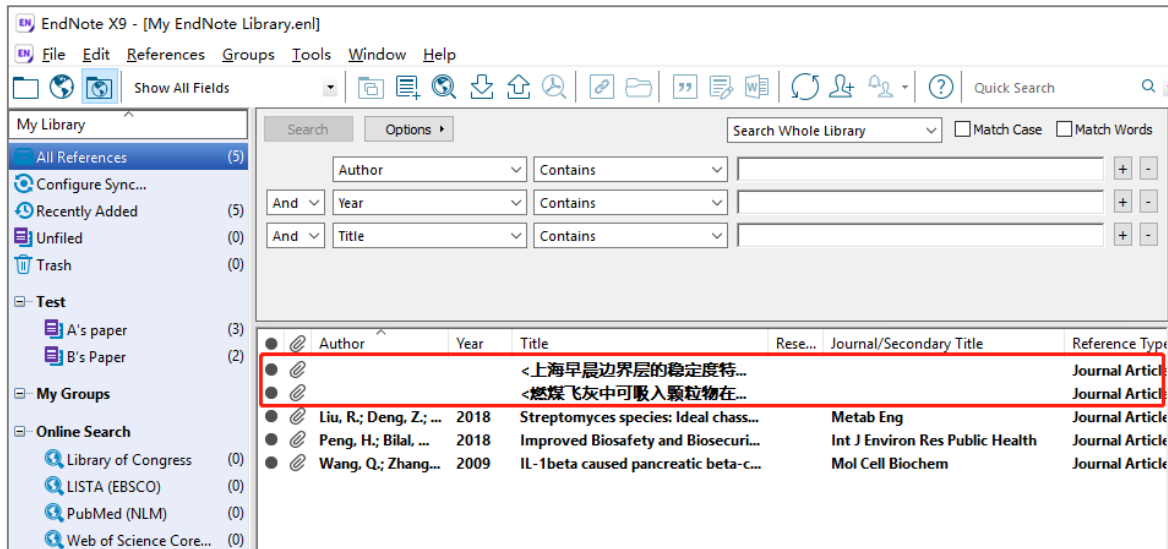 EndNote X9 - [My EndNote Library.enl]
File Edit References Groups Tools Window Help
Show All Fields Quick Search
My Library
All References (5)
Configure Sync...
Recently Added (5)
Unfiled (0)
Trash (0)
Test
A's paper (3)
B's Paper (2)
My Groups
Online Search
Library of Congress (0)
LISTA (EBSCO) (0)
PubMed (NLM) (0)
Web of Science Core... (0)
Search Options Search Whole Library Match Case Match Words
Author Contains + -
And Year Contains + -
And Title Contains + -
Author Year Title Rese... Journal/Secondary Title Reference Type
<上海早晨边界层的稳定度特... Journal Article
<燃煤飞灰中可吸入颗粒物在... Journal Article
Liu, R.; Deng, Z.; ... 2018 Streptomyces species: Ideal chass... Metab Eng Journal Article
Peng, H.; Bilal, ... 2018 Improved Biosafety and Biosecuri... Int J Environ Res Public Health Journal Article
Wang, Q.; Zhang... 2009 IL-1beta caused pancreatic beta-c... Mol Cell Biochem Journal Article